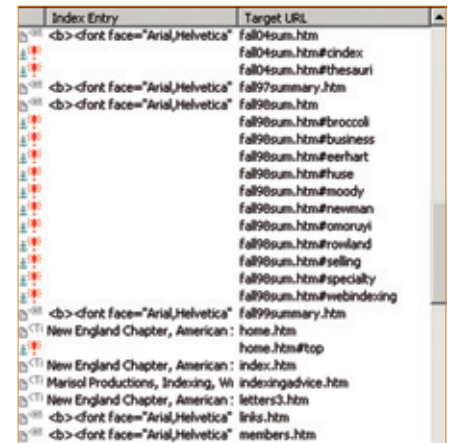 Index Entry Target URL
<b><font face="Arial,Helvetica" fall04sum.htm
fall04sum.htm#cindex
fall04sum.htm#thesauri
<b><font face="Arial,Helvetica" fall97summary.htm
<b><font face="Arial,Helvetica" fall98sum.htm
fall98sum.htm#broccoli
fall98sum.htm#business
fall98sum.htm#eerhart
fall98sum.htm#huse
fall98sum.htm#moody
fall98sum.htm#newman
fall98sum.htm#omoruyi
fall98sum.htm#rowland
fall98sum.htm#selling
fall98sum.htm#specialty
fall98sum.htm#webindexing
<b><font face="Arial,Helvetica" fall99summary.htm
New England Chapter, American home.htm
home.htm#top
New England Chapter, American index.htm
Marisol Productions, Indexing, indexingadvice.htm
New England Chapter, American letters3.htm
<b><font face="Arial,Helvetica" links.htm
<b><font face="Arial,Helvetica" members.htm